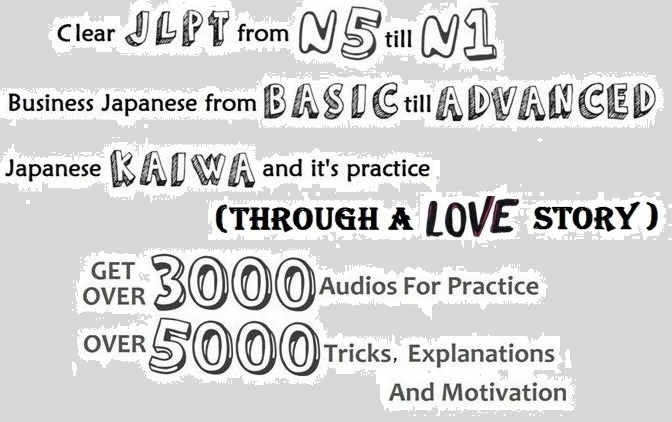 Clear JLPT from N5 till N1
Business Japanese from BASIC till ADVANCED
Japanese KAIWA and it's practice
(THROUGH A LOVE STORY)
GET OVER 3000 Audios For Practice
OVER 5000 Tricks, Explanations
And Motivation